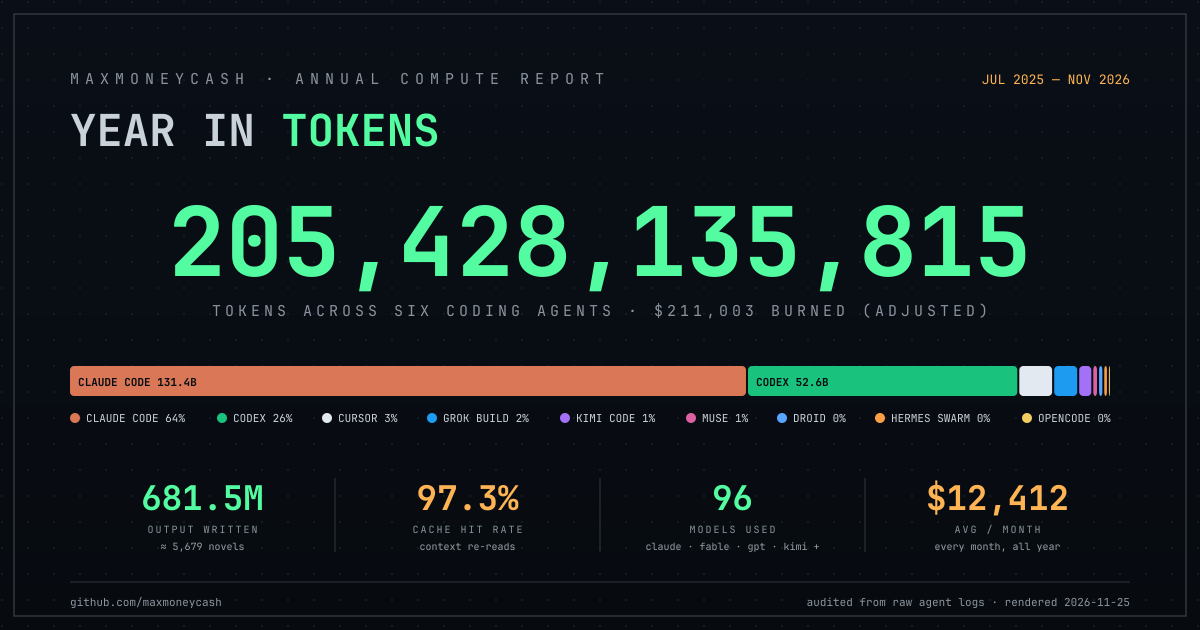 MAXMONEYCASH · ANNUAL COMPUTE REPORT
JUL 2025 — NOV 2026
YEAR IN TOKENS
205,428,135,815
TOKENS ACROSS SIX CODING AGENTS · $211,003 BURNED (ADJUSTED)
CLAUDE CODE 131.4B
CODEX 52.6B
CLAUDE CODE 64% CODEX 26% CURSOR 3% GROK BUILD 2% KIMI CODE 1% MUSE 1% DROID 0% HERMES SWARM 0% OPENCODE 0%
681.5M
OUTPUT WRITTEN
≈ 5,679 novels
97.3%
CACHE HIT RATE
context re-reads
96
MODELS USED
claude · fable · gpt · kimi +
$12,412
AVG / MONTH
every month, all year
github.com/maxmoneycash
audited from raw agent logs · rendered 2026-11-25